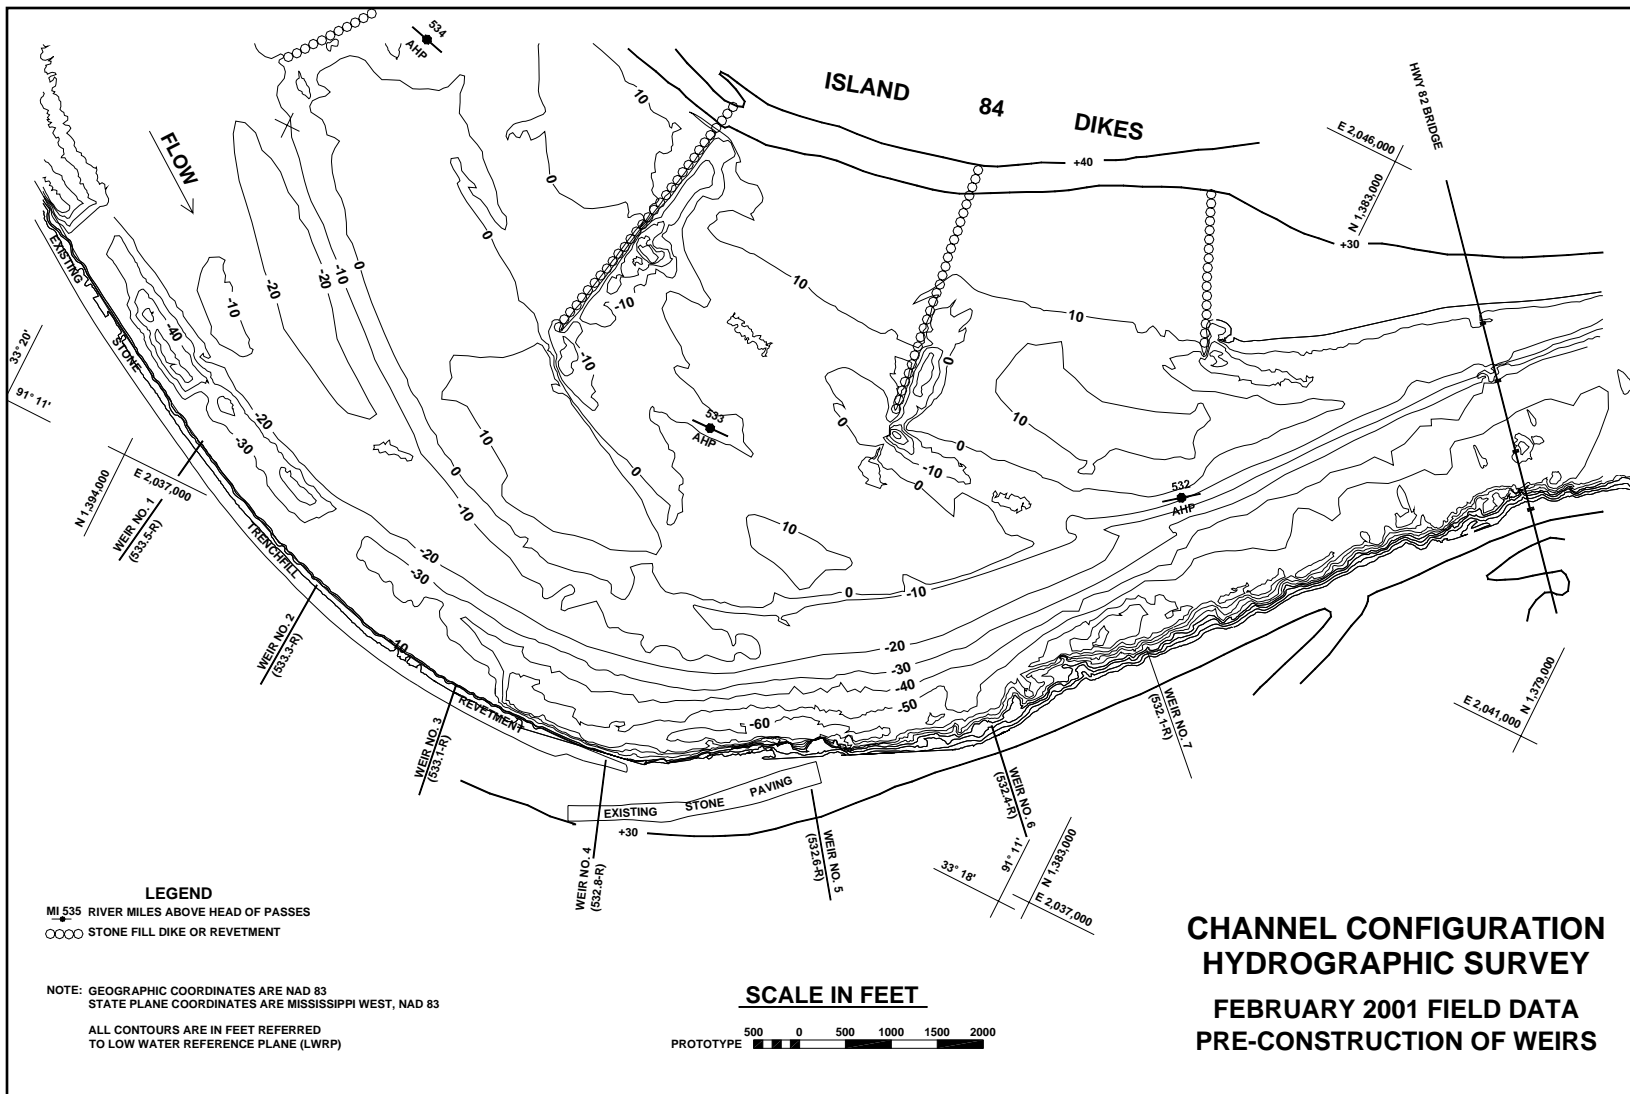 534
AHP
FLOW
ISLAND 84 DIKES
HWY 82 BRIDGE
E 2,046,000
N 1,383,000
+40
+30
10
0
0
0
-10
-20
-20
-10
-40
-10
-10
10
10
0
EXISTING
STONE
TRENCHFILL
REVETMENT
33° 20'
91° 11'
N 1,394,000
E 2,037,000
-20
-30
533
AHP
10
0
-10
10
0
0
10
0
-10
0
532
AHP
10
-20
-30
0
-10
-20
-30
-40
-50
-60
10
WEIR NO. 1
(533.5-R)
WEIR NO. 2
(533.3-R)
WEIR NO. 3
(533.1-R)
WEIR NO. 4
(532.8-R)
WEIR NO. 5
(532.6-R)
WEIR NO. 6
(532.4-R)
WEIR NO. 7
(532.1-R)
EXISTING STONE PAVING
+30
E 2,041,000
N 1,379,000
33° 18'
91° 11'
N 1,383,000
E 2,037,000
LEGEND
MI 535 RIVER MILES ABOVE HEAD OF PASSES
STONE FILL DIKE OR REVETMENT
NOTE: GEOGRAPHIC COORDINATES ARE NAD 83
STATE PLANE COORDINATES ARE MISSISSIPPI WEST, NAD 83
ALL CONTOURS ARE IN FEET REFERRED
TO LOW WATER REFERENCE PLANE (LWRP)
SCALE IN FEET
PROTOTYPE 500 0 500 1000 1500 2000
CHANNEL CONFIGURATION
HYDROGRAPHIC SURVEY
FEBRUARY 2001 FIELD DATA
PRE-CONSTRUCTION OF WEIRS